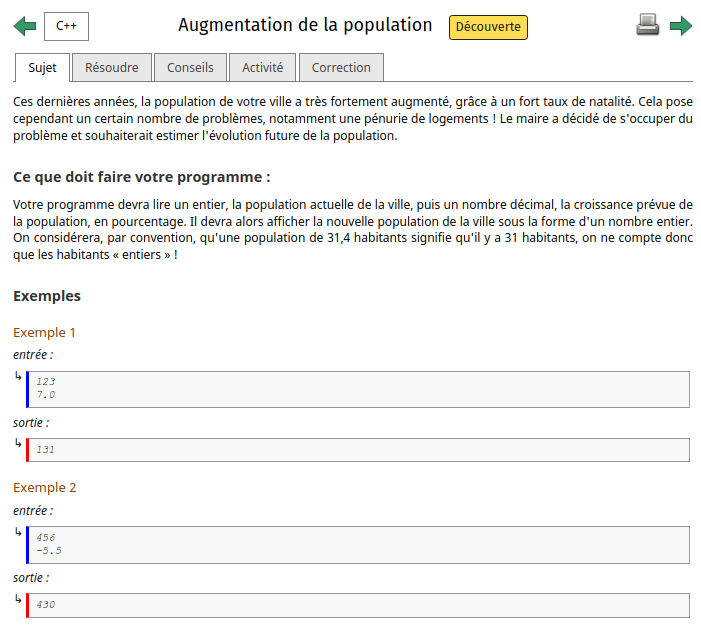 C++
Augmentation de la population
Découverte
Sujet
Résoudre
Conseils
Activité
Correction
Ces dernières années, la population de votre ville a très fortement augmenté, grâce à un fort taux de natalité. Cela pose
cependant un certain nombre de problèmes, notamment une pénurie de logements ! Le maire a décidé de s'occuper du
problème et souhaiterait estimer l'évolution future de la population.
Ce que doit faire votre programme :
Votre programme devra lire un entier, la population actuelle de la ville, puis un nombre décimal, la croissance prévue de
la population, en pourcentage. Il devra alors afficher la nouvelle population de la ville sous la forme d'un nombre entier.
On considérera, par convention, qu'une population de 31,4 habitants signifie qu'il y a 31 habitants, on ne compte donc
que les habitants « entiers » !
Exemples
Exemple 1
entrée :
123
7.0
sortie :
131
Exemple 2
entrée :
456
-5.5
sortie :
430